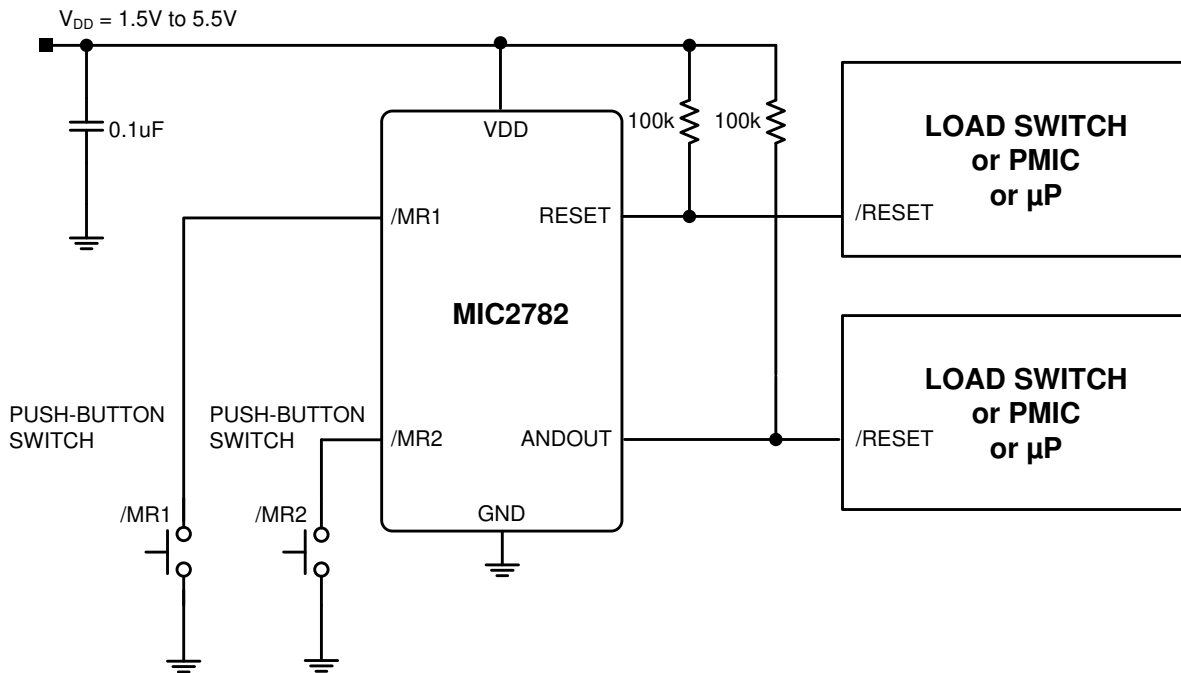 V_DD = 1.5V to 5.5V
0.1uF
VDD
100k
100k
LOAD SWITCH
or PMIC
or µP
/RESET
/MR1
RESET
MIC2782
PUSH-BUTTON
SWITCH
PUSH-BUTTON
SWITCH
/MR2
ANDOUT
LOAD SWITCH
or PMIC
or µP
/RESET
/MR1
/MR2
GND